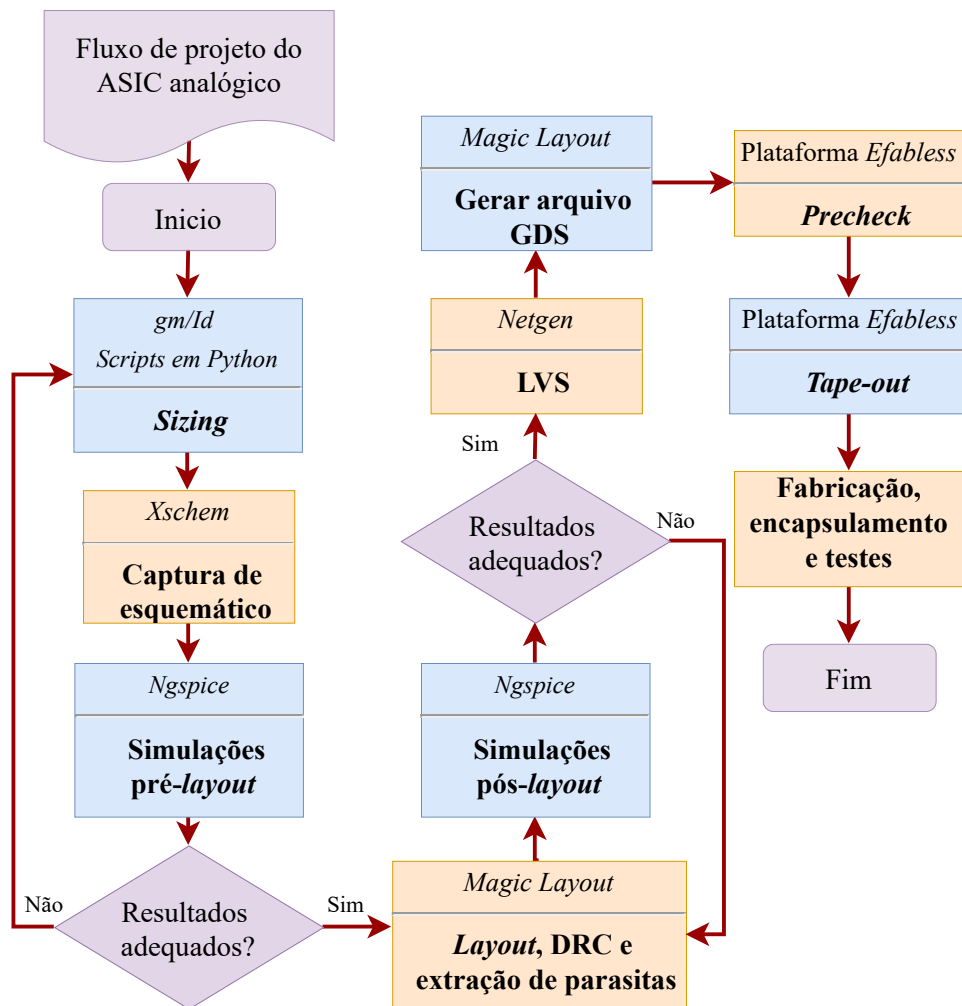 Fluxo de projeto do
ASIC analógico
Inicio
gm/Id
Scripts em Python
Sizing
Xschem
Captura de
esquemático
Ngspice
Simulações
pré-layout
Resultados
adequados?
Não
Sim
Magic Layout
Layout, DRC e
extração de parasitas
Ngspice
Simulações
pós-layout
Resultados
adequados?
Não
Sim
Netgen
LVS
Magic Layout
Gerar arquivo
GDS
Plataforma Efabless
Precheck
Plataforma Efabless
Tape-out
Fabricação,
encapsulamento
e testes
Fim